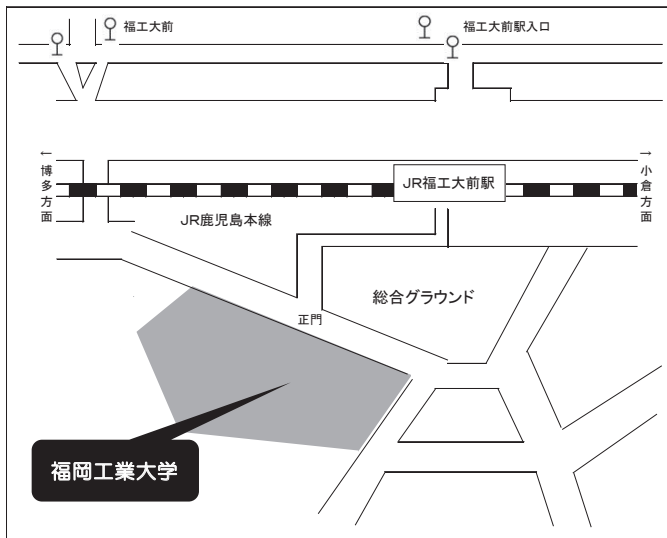 福工大前
福工大前駅入口
←博多方面
→小倉方面
JR福工大前駅
JR鹿児島本線
総合グラウンド
正門
福岡工業大学